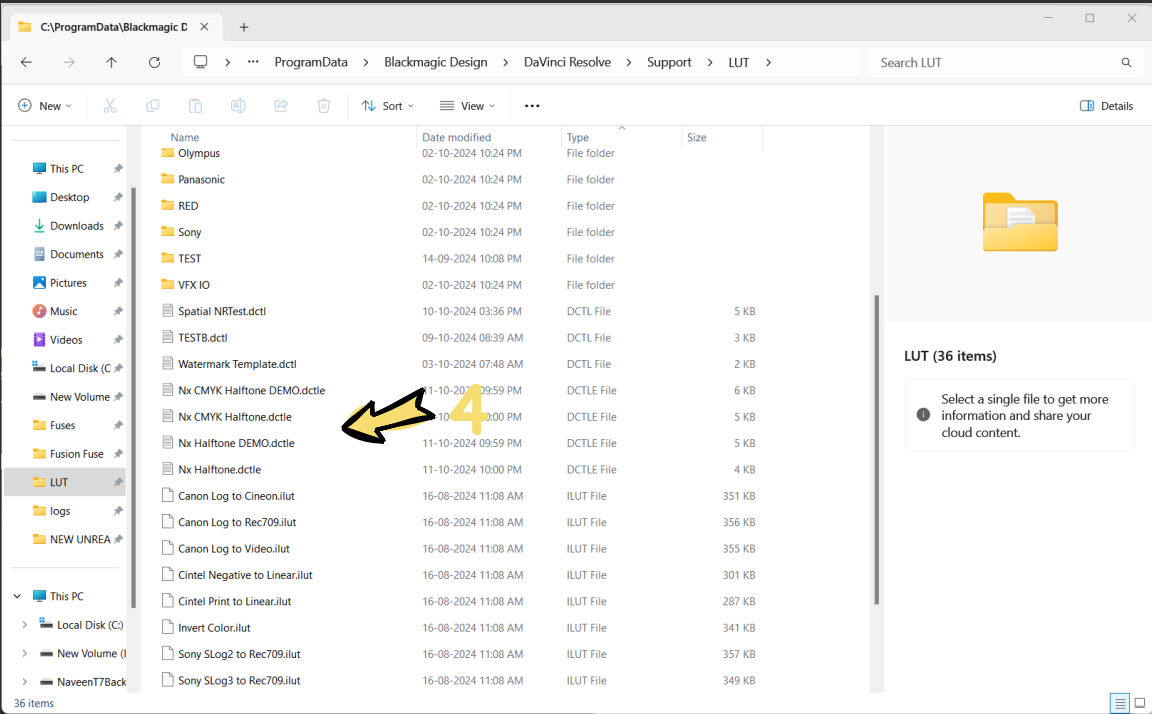 C:\ProgramData\Blackmagic D
ProgramData Blackmagic Design DaVinci Resolve Support LUT
Search LUT
New Sort View Details
Name Date modified Type Size
Olympus 02-10-2024 10:24 PM File folder
Panasonic 02-10-2024 10:24 PM File folder
RED 02-10-2024 10:24 PM File folder
Sony 02-10-2024 10:24 PM File folder
TEST 14-09-2024 10:08 PM File folder
VFX IO 02-10-2024 10:24 PM File folder
Spatial NRTest.dctl 10-10-2024 03:36 PM DCTL File 5 KB
TESTB.dctl 09-10-2024 08:39 AM DCTL File 3 KB
Watermark Template.dctl 03-10-2024 07:48 AM DCTL File 2 KB
Nx CMYK Halftone DEMO.dctle 09:59 PM DCTLE File 6 KB
Nx CMYK Halftone.dctle PM DCTLE File 5 KB
4
Nx Halftone DEMO.dctle 11-10-2024 09:59 PM DCTLE File 5 KB
Nx Halftone.dctle 11-10-2024 10:00 PM DCTLE File 4 KB
Canon Log to Cineon.ilut 16-08-2024 11:08 AM ILUT File 351 KB
Canon Log to Rec709.ilut 16-08-2024 11:08 AM ILUT File 356 KB
Canon Log to Video.ilut 16-08-2024 11:08 AM ILUT File 355 KB
Cintel Negative to Linear.ilut 16-08-2024 11:08 AM ILUT File 301 KB
Cintel Print to Linear.ilut 16-08-2024 11:08 AM ILUT File 287 KB
Invert Color.ilut 16-08-2024 11:08 AM ILUT File 341 KB
Sony SLog2 to Rec709.ilut 16-08-2024 11:08 AM ILUT File 357 KB
Sony SLog3 to Rec709.ilut 16-08-2024 11:08 AM ILUT File 349 KB
This PC
Desktop
Downloads
Documents
Pictures
Music
Videos
Local Disk (C
New Volume
Fuses
Fusion Fuse
LUT
logs
NEW UNREA
This PC
Local Disk (C:)
New Volume (
NaveenT7Back
LUT (36 items)
Select a single file to get more
information and share your
cloud content.
36 items